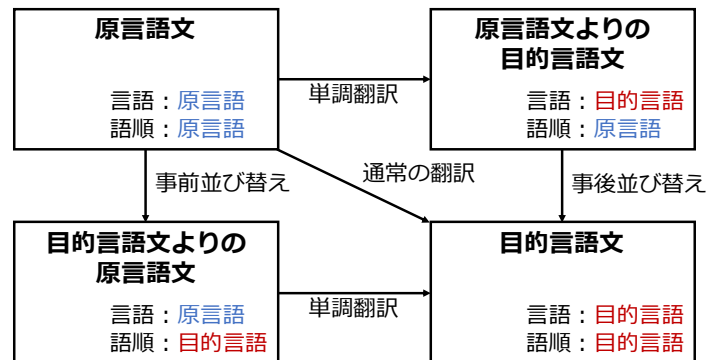 原言語文
言語：原言語
語順：原言語
単調翻訳
原言語文よりの
目的言語文
言語：目的言語
語順：原言語
事前並び替え
通常の翻訳
事後並び替え
目的言語文よりの
原言語文
言語：原言語
語順：目的言語
単調翻訳
目的言語文
言語：目的言語
語順：目的言語